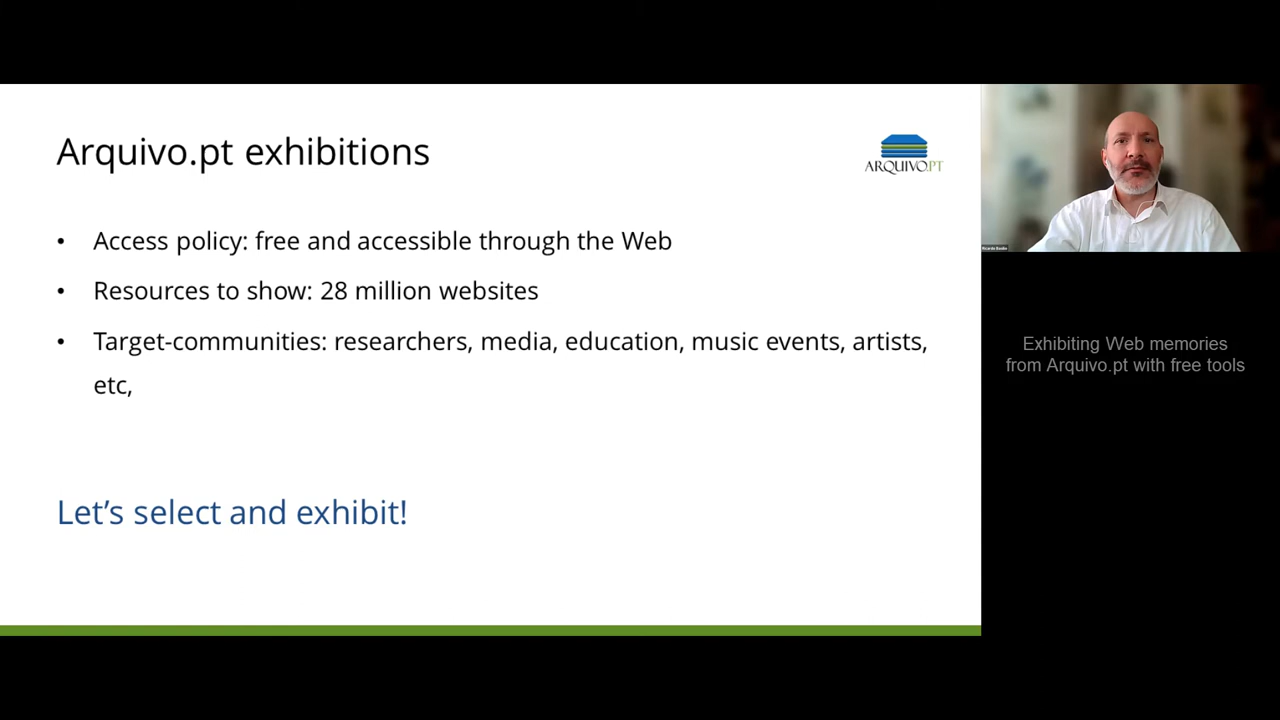 Arquivo.pt exhibitions
ARQUIVO.PT
• Access policy: free and accessible through the Web
• Resources to show: 28 million websites
• Target-communities: researchers, media, education, music events, artists,
etc,
Let’s select and exhibit!
Ricardo Basílio
Exhibiting Web memories
from Arquivo.pt with free tools